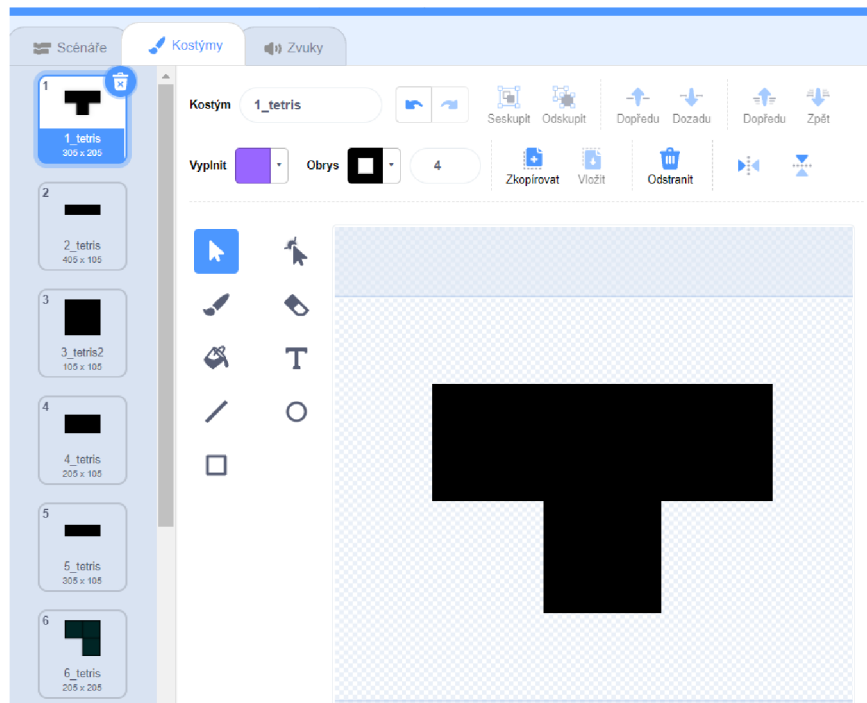 Scénáře
Kostýmy
Zvuky
1
1_tetris
305 x 205
2
2_tetris
405 x 105
3
3_tetris2
105 x 105
4
4_tetris
205 x 105
5
5_tetris
305 x 105
6
6_tetris
205 x 205
Kostým 1_tetris
Seskupit Odskupit Dopředu Dozadu Dopředu Zpět
Vyplnit Obrys 4
Zkopírovat Vložit Odstranit
T